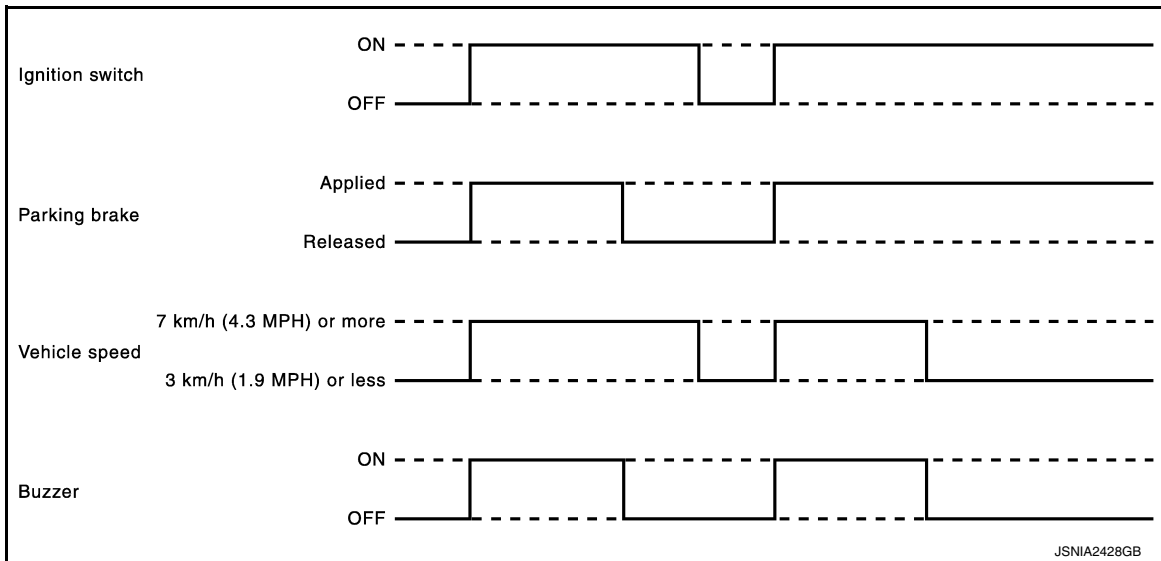 ON
Ignition switch
OFF
Applied
Parking brake
Released
7 km/h (4.3 MPH) or more
Vehicle speed
3 km/h (1.9 MPH) or less
ON
Buzzer
OFF
JSNIA2428GB